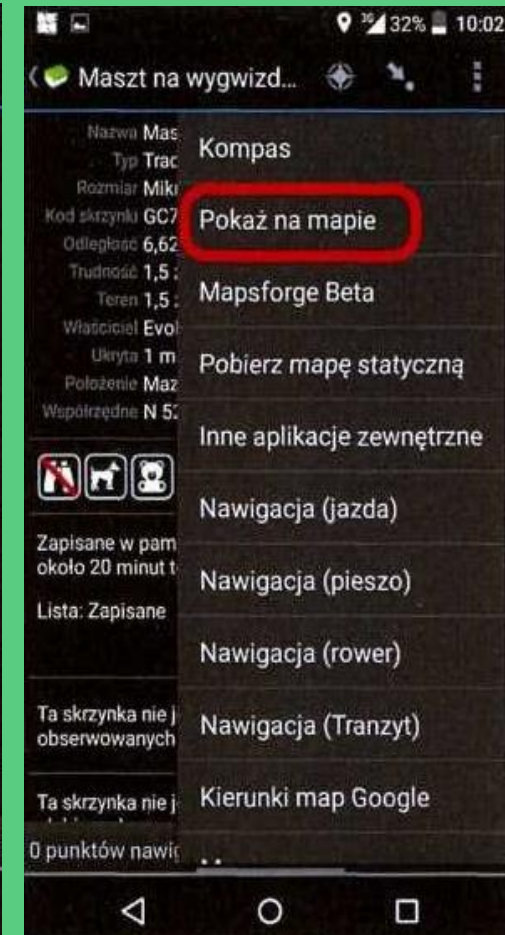 3G 32% 10:02
Maszt na wygwizd...
Nazwa Mas
Typ Trac
Rozmiar Mikr
Kod skrzynki GC7
Odległość 6,62
Trudność 1,5 :
Teren 1,5 :
Właściciel Evol
Ukryta 1 m
Położenie Maz
Współrzędne N 52
Zapisane w pam
około 20 minut t
Lista: Zapisane
Ta skrzynka nie j
obserwowanych
Ta skrzynka nie j
0 punktów nawig
Kompas
Pokaż na mapie
Mapsforge Beta
Pobierz mapę statyczną
Inne aplikacje zewnętrzne
Nawigacja (jazda)
Nawigacja (pieszo)
Nawigacja (rower)
Nawigacja (Tranzyt)
Kierunki map Google